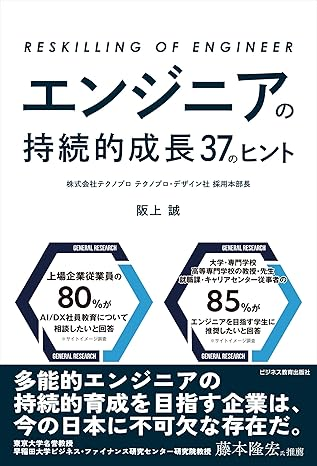 RESKILLING OF ENGINEER
エンジニアの
持続的成長37のヒント
株式会社テクノプロ テクノプロ・デザイン社 採用本部長
阪上 誠
GENERAL RESEARCH
上場企業従業員の
80%が
AI/DX社員教育について
相談したいと回答
※サイトイメージ調査
GENERAL RESEARCH
GENERAL RESEARCH
大学・専門学校
高等専門学校の教授・先生
就職課・キャリアセンター従事者の
85%が
エンジニアを目指す学生に
推奨したいと回答
※サイトイメージ調査
GENERAL RESEARCH
ビジネス教育出版社
多能的エンジニアの
持続的育成を目指す企業は、
今の日本に不可欠な存在だ。
東京大学名誉教授
早稲田大学ビジネス・ファイナンス研究センター研究院教授 藤本隆宏氏推薦